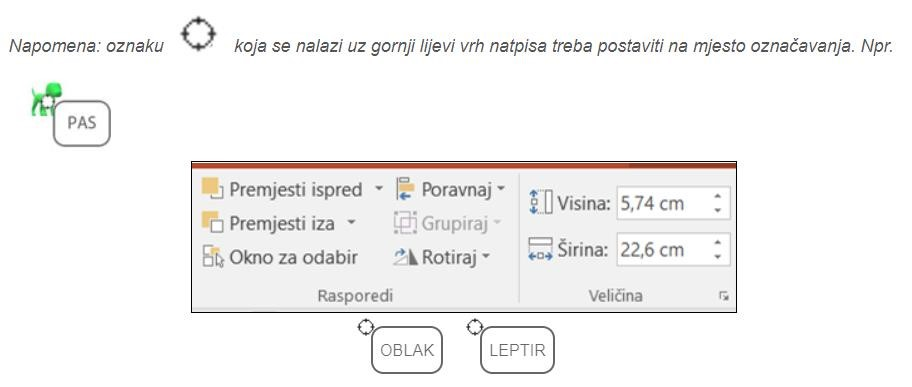 Napomena: oznaku koja se nalazi uz gornji lijevi vrh natpisa treba postaviti na mjesto označavanja. Npr.
PAS
Premjesti ispred Poravnaj Visina: 5,74 cm
Premjesti iza Grupiraj
Širina: 22,6 cm
Okno za odabir Rotiraj
Rasporedi Veličina
OBLAK LEPTIR